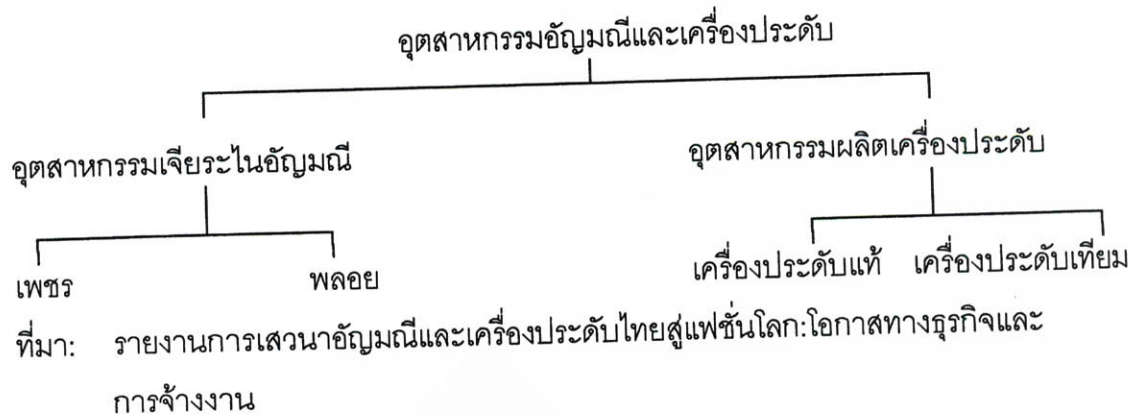 อุตสาหกรรมอัญมณีและเครื่องประดับ
อุตสาหกรรมเจียระไนอัญมณี
อุตสาหกรรมผลิตเครื่องประดับ
เพชร
พลอย
เครื่องประดับแท้
เครื่องประดับเทียม
ที่มา: รายงานการเสวนาอัญมณีและเครื่องประดับไทยสู่แฟชั่นโลก:โอกาสทางธุรกิจและ
การจ้างงาน